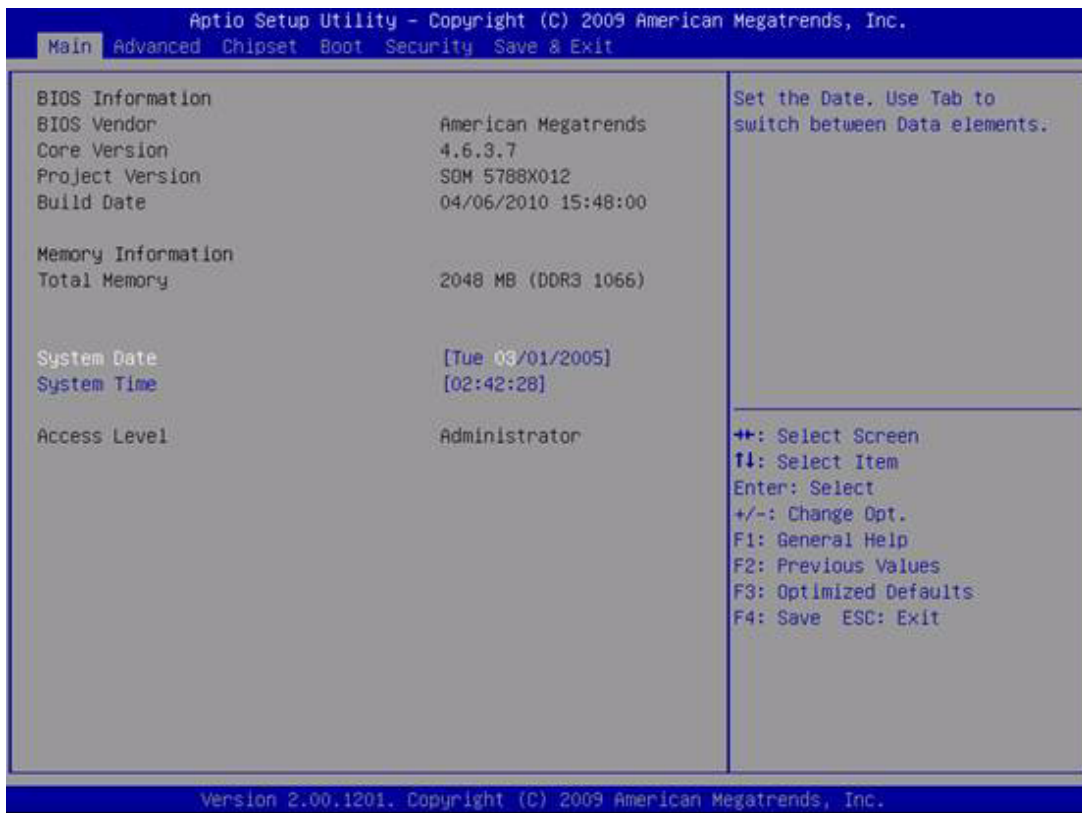 Aptio Setup Utility – Copyright (C) 2009 American Megatrends, Inc.
Main Advanced Chipset Boot Security Save & Exit
BIOS Information
BIOS Vendor American Megatrends
Core Version 4.6.3.7
Project Version SOM 5788X012
Build Date 04/06/2010 15:48:00
Memory Information
Total Memory 2048 MB (DDR3 1066)
System Date [Tue 03/01/2005]
System Time [02:42:28]
Access Level Administrator
Set the Date. Use Tab to
switch between Data elements.
→←: Select Screen
↑↓: Select Item
Enter: Select
+/-: Change Opt.
F1: General Help
F2: Previous Values
F3: Optimized Defaults
F4: Save ESC: Exit
Version 2.00.1201. Copyright (C) 2009 American Megatrends, Inc.